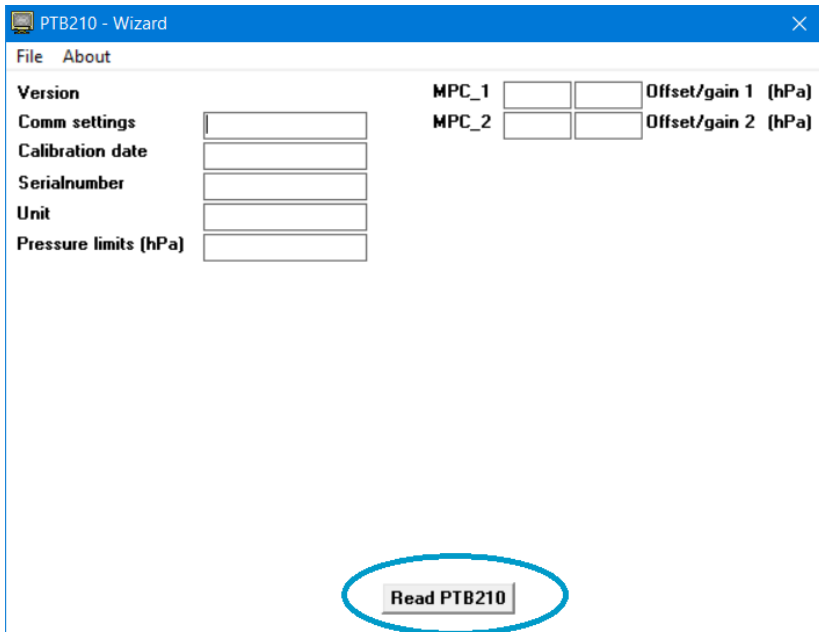 PTB210 - Wizard
File About
Version
Comm settings
Calibration date
Serialnumber
Unit
Pressure limits (hPa)
MPC_1 Offset/gain 1 (hPa)
MPC_2 Offset/gain 2 (hPa)
Read PTB210